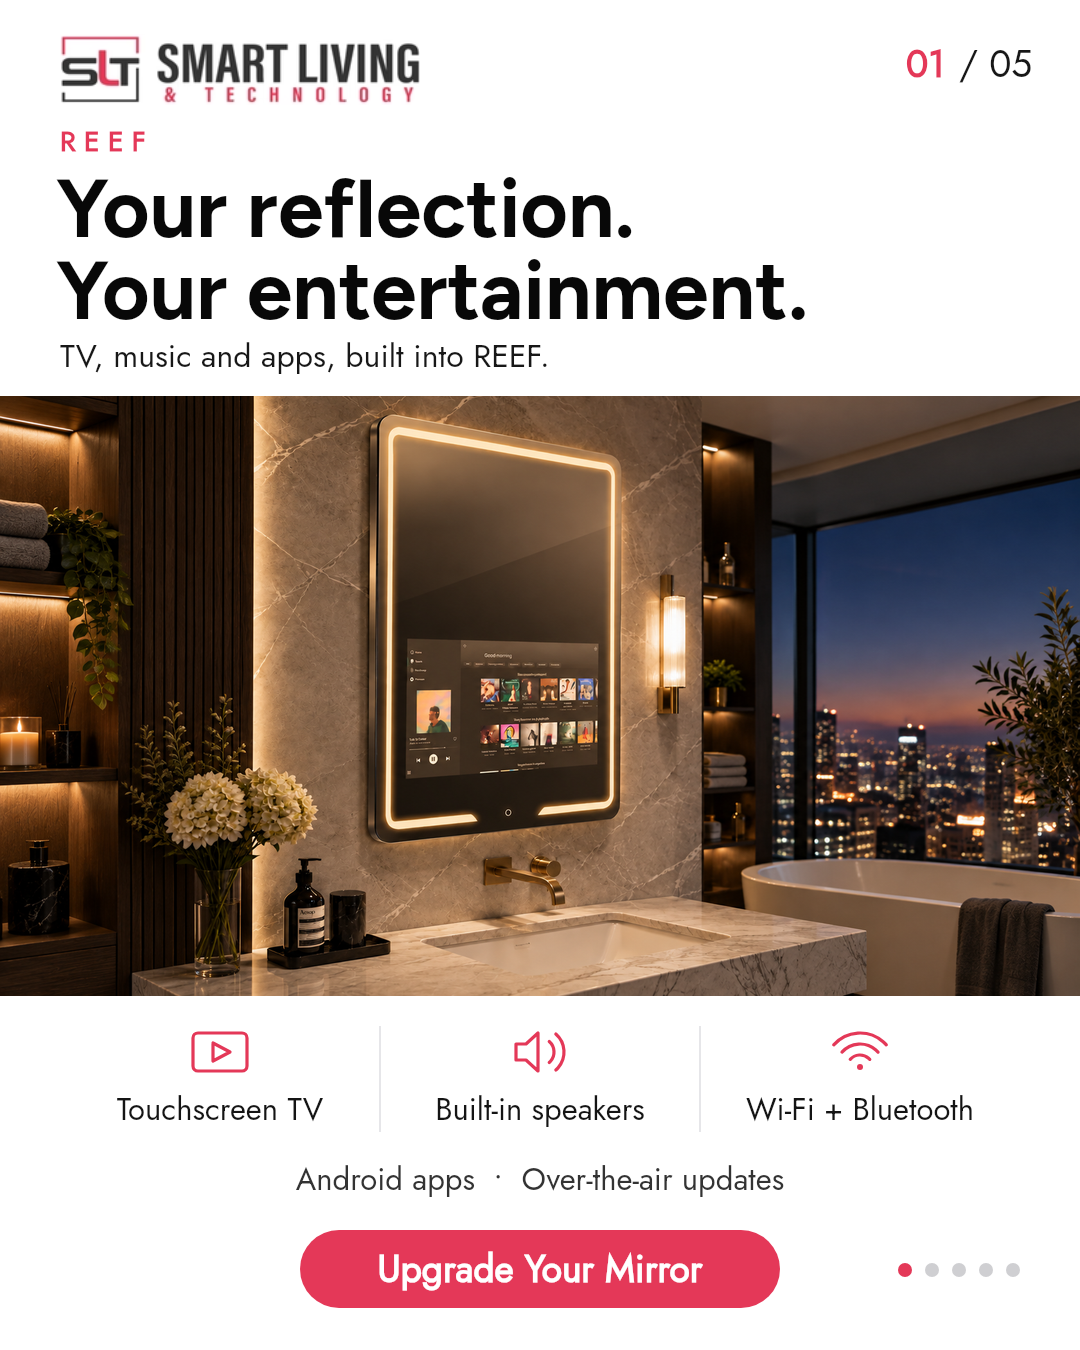 SLT SMART LIVING
& TECHNOLOGY
01 / 05
REEF
Your reflection.
Your entertainment.
TV, music and apps, built into REEF.
Good morning
Aesop
Touchscreen TV
Built-in speakers
Wi-Fi + Bluetooth
Android apps · Over-the-air updates
Upgrade Your Mirror